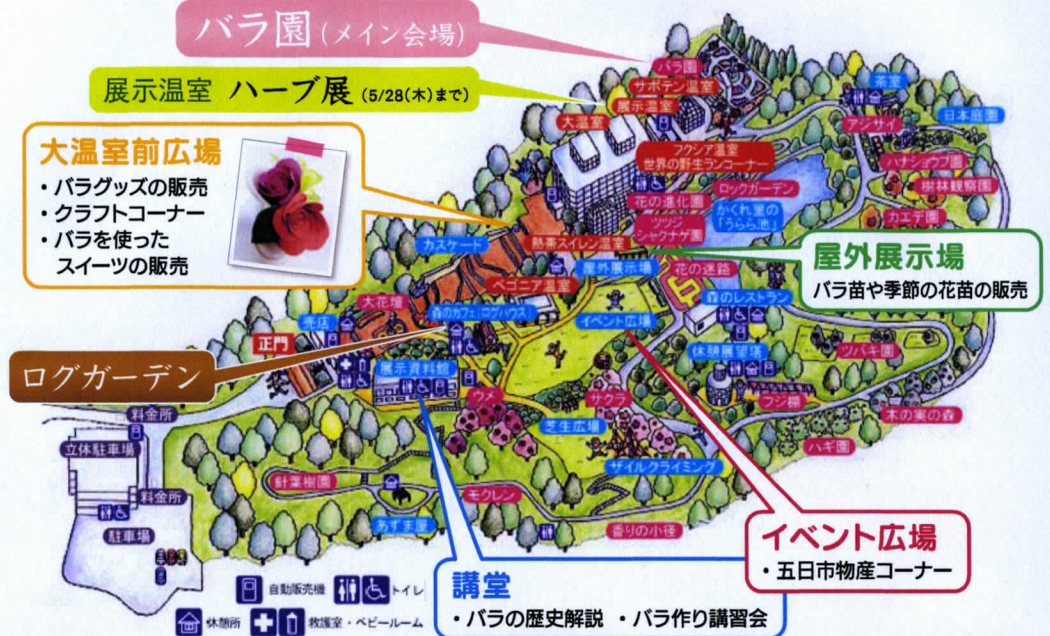 バラ園(メイン会場)
展示温室 ハーブ展 (5/28(木)まで)
大温室前広場
・バラグッズの販売
・クラフトコーナー
・バラを使った
スイーツの販売
ログガーデン
屋外展示場
バラ苗や季節の花苗の販売
イベント広場
・五日市物産コーナー
講堂
・バラの歴史解説 ・バラ作り講習会
バラ園
サボテン温室
展示温室
大温室
茶室
アジサイ
日本庭園
フクシア温室
世界の野生ランコーナー
ハナショウブ園
樹林観察園
ロックガーデン
花の進化園
かくれ里の
「うらら池」
カエデ園
ツツジ
シャクナゲ園
カスケード
熱帯スイレン温室
屋外展示場
花の迷路
ベゴニア温室
森のレストラン
大花壇
売店
森のカフェ(ログハウス)
イベント広場
正門
展示資料館
休憩展望塔
ツバキ園
ウメ
サクラ
フジ棚
木の実の森
料金所
芝生広場
立体駐車場
ハギ園
ザイルクライミング
針葉樹園
料金所
モクレン
駐車場
あずま屋
香りの小径
自動販売機
トイレ
休憩所
救護室・ベビールーム